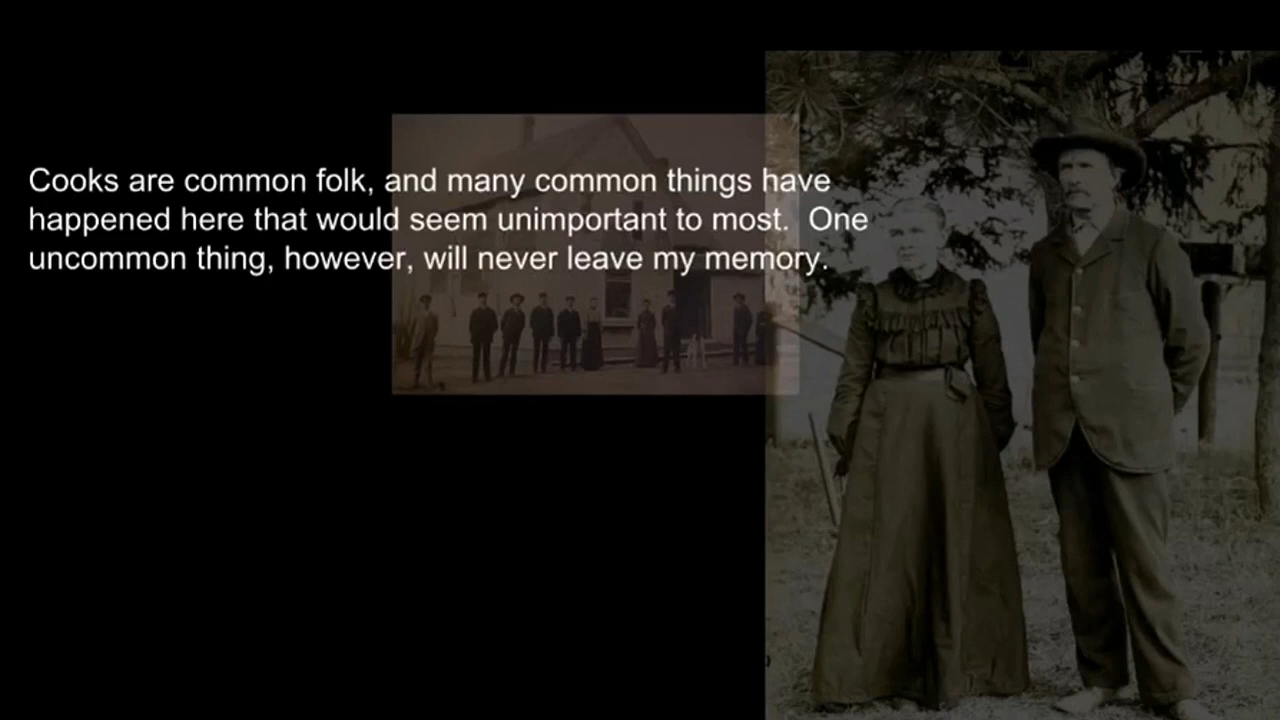 Cooks are common folk, and many common things have
happened here that would seem unimportant to most.  One
uncommon thing, however, will never leave my memory.